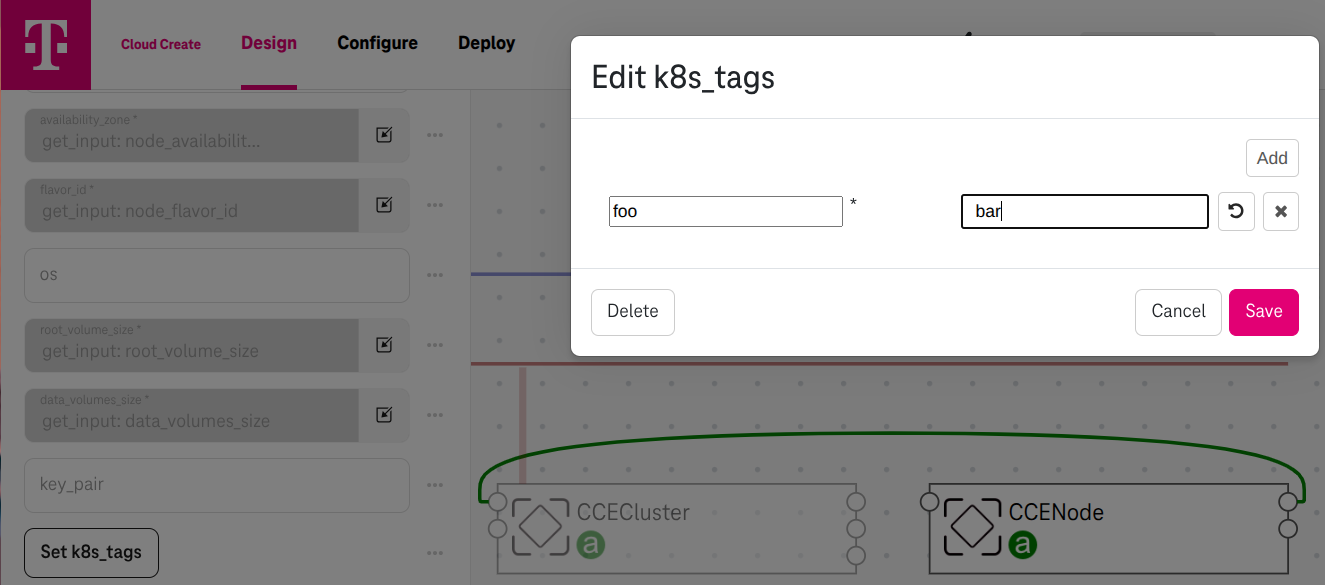 T
Cloud Create
Design
Configure
Deploy
availability_zone *
get_input: node_availabilit...
flavor_id *
get_input: node_flavor_id
os
root_volume_size *
get_input: root_volume_size
data_volumes_size *
get_input: data_volumes_size
key_pair
Set k8s_tags
Edit k8s_tags
Add
foo
*
bar
Delete
Cancel
Save
CCECluster
a
CCENode
a